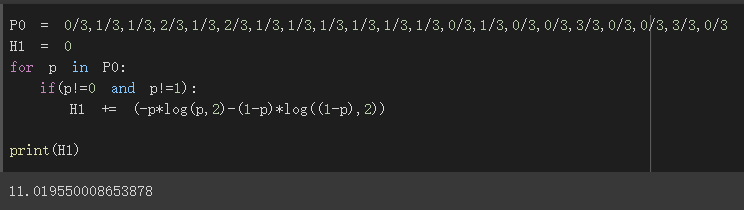 P0 = 0/3,1/3,1/3,2/3,1/3,2/3,1/3,1/3,1/3,1/3,1/3,1/3,0/3,1/3,0/3,3/3,0/3,0/3,3/3,0/3
H1 = 0
for p in P0:
    if(p!=0 and p!=1):
        H1 += (-p*log(p,2)-(1-p)*log((1-p),2))
print(H1)
11.019550008653878